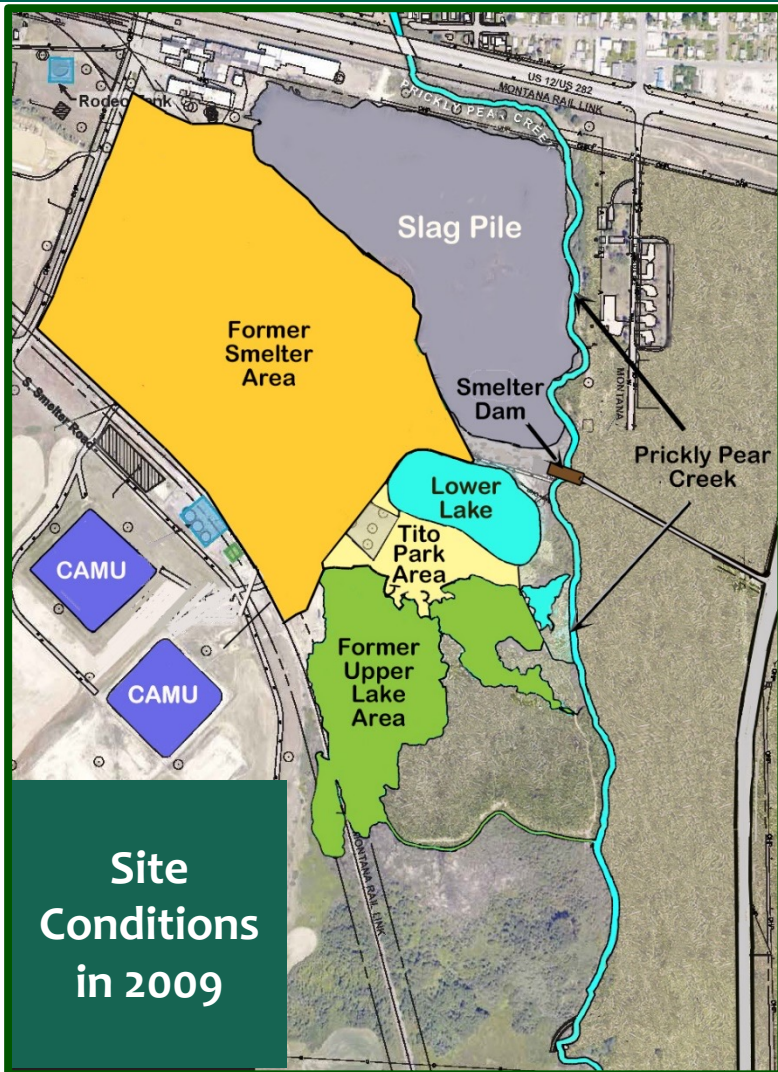 US 12/US 282
MONTANA RAIL LINK
PRICKLY PEAR CREEK
Slag Pile
Former
Smelter
Area
Smelter
Dam
MONTANA
Prickly Pear
Creek
S. Smelter Road
Lower
Lake
Tito
Park
Area
CAMU
Former
Upper
Lake
Area
CAMU
MONTANA RAIL LINK
Site
Conditions
in 2009